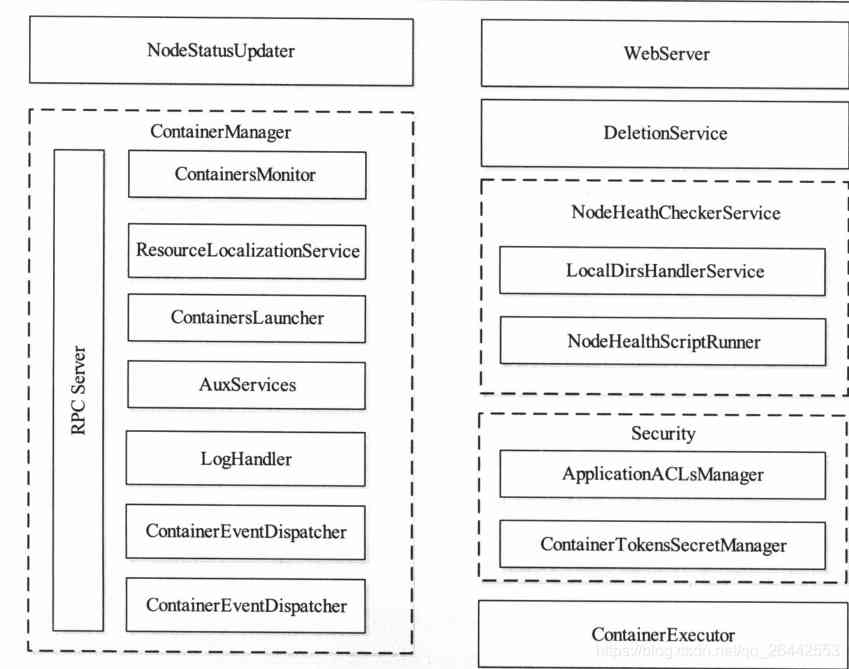 NodeStatusUpdater
ContainerManager
RPC Server
ContainersMonitor
ResourceLocalizationService
ContainersLauncher
AuxServices
LogHandler
ContainerEventDispatcher
ContainerEventDispatcher
WebServer
DeletionService
NodeHeathCheckerService
LocalDirsHandlerService
NodeHealthScriptRunner
Security
ApplicationACLsManager
ContainerTokensSecretManager
ContainerExecutor
https://blog.csdn.net/qq_26442553